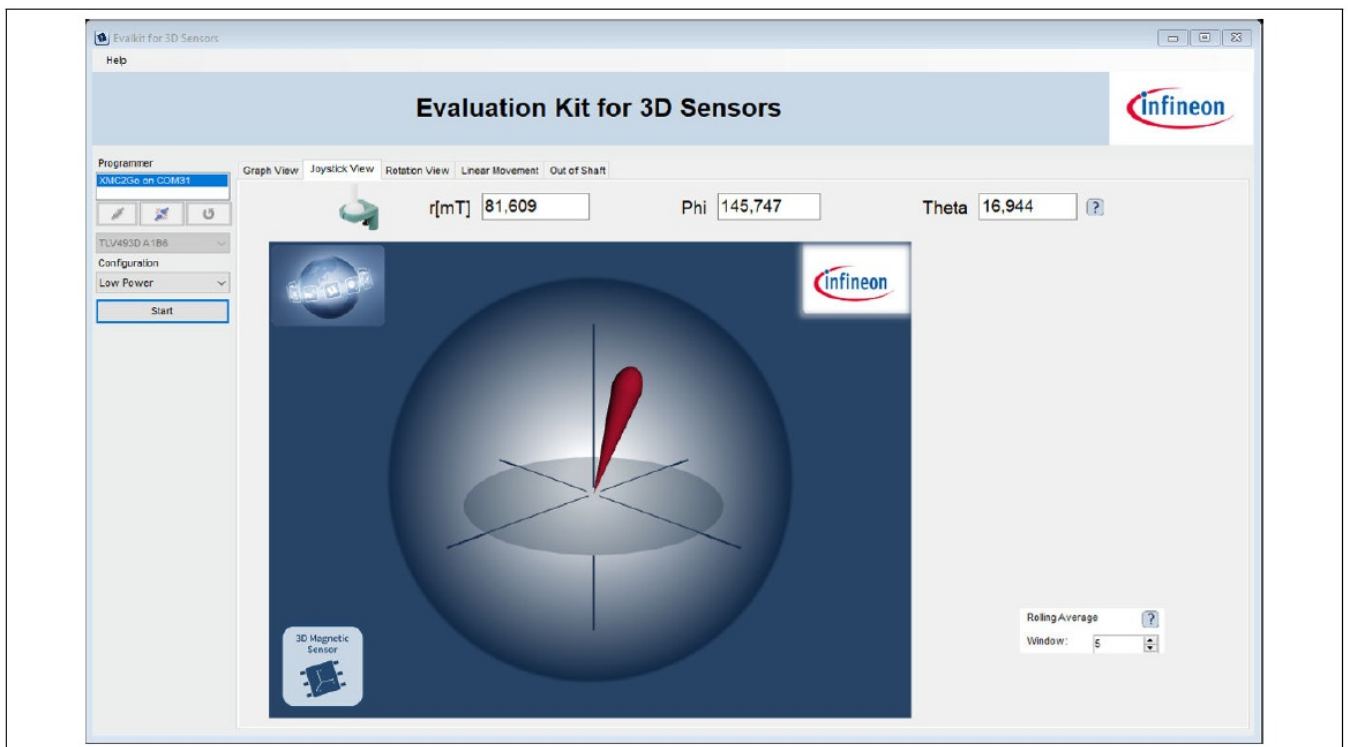 Evalkit for 3D Sensors
Help
Evaluation Kit for 3D Sensors
infineon
Programmer
XMC2Go on COM31
Graph View Joystick View Rotation View Linear Movement Out of Shaft
r[mT] 81,609 Phi 145,747 Theta 16,944 ?
TLV493D A1B6
Configuration
Low Power
Start
infineon
Rolling Average ?
Window: 5
3D Magnetic
Sensor